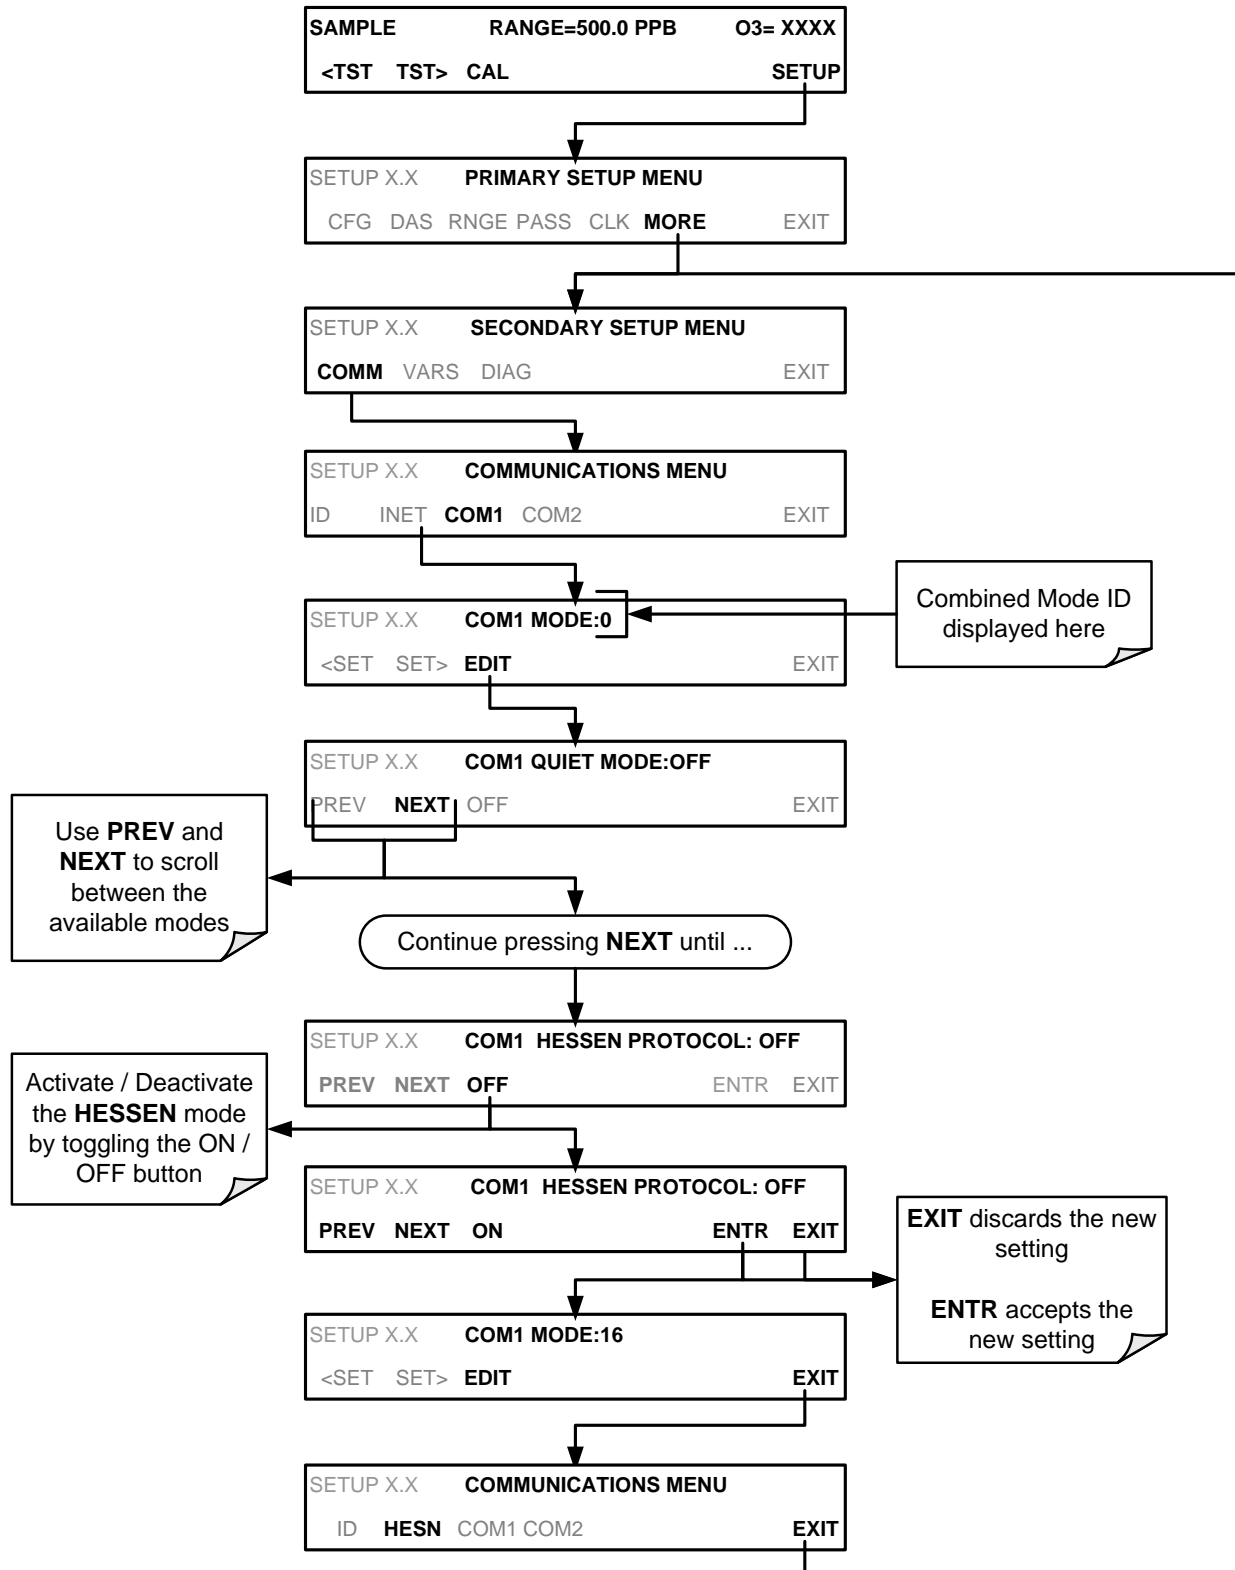 SAMPLE RANGE=500.0 PPB O3= XXXX
<TST TST> CAL SETUP
SETUP X.X PRIMARY SETUP MENU
CFG DAS RNGE PASS CLK MORE EXIT
SETUP X.X SECONDARY SETUP MENU
COMM VARS DIAG EXIT
SETUP X.X COMMUNICATIONS MENU
ID INET COM1 COM2 EXIT
SETUP X.X COM1 MODE:0
<SET SET> EDIT EXIT
Combined Mode ID
displayed here
SETUP X.X COM1 QUIET MODE:OFF
PREV NEXT OFF EXIT
Use PREV and
NEXT to scroll
between the
available modes
Continue pressing NEXT until ...
SETUP X.X COM1 HESSEN PROTOCOL: OFF
PREV NEXT OFF ENTR EXIT
Activate / Deactivate
the HESSEN mode
by toggling the ON /
OFF button
SETUP X.X COM1 HESSEN PROTOCOL: OFF
PREV NEXT ON ENTR EXIT
EXIT discards the new
setting
ENTR accepts the
new setting
SETUP X.X COM1 MODE:16
<SET SET> EDIT EXIT
SETUP X.X COMMUNICATIONS MENU
ID HESN COM1 COM2 EXIT